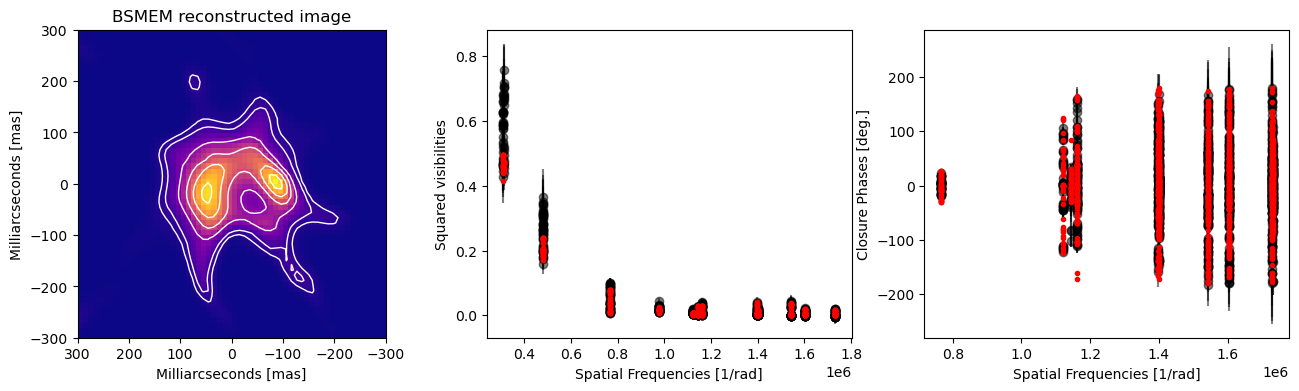 BSMEM reconstructed image
300
200
100
0
−100
−200
−300
300 200 100 0 −100 −200 −300
Milliarcseconds [mas]
Milliarcseconds [mas]
0.8
0.6
0.4
0.2
0.0
0.4 0.6 0.8 1.0 1.2 1.4 1.6 1.8
1e6
Spatial Frequencies [1/rad]
Squared visibilities
200
100
0
−100
−200
0.8 1.0 1.2 1.4 1.6
1e6
Spatial Frequencies [1/rad]
Closure Phases [deg.]